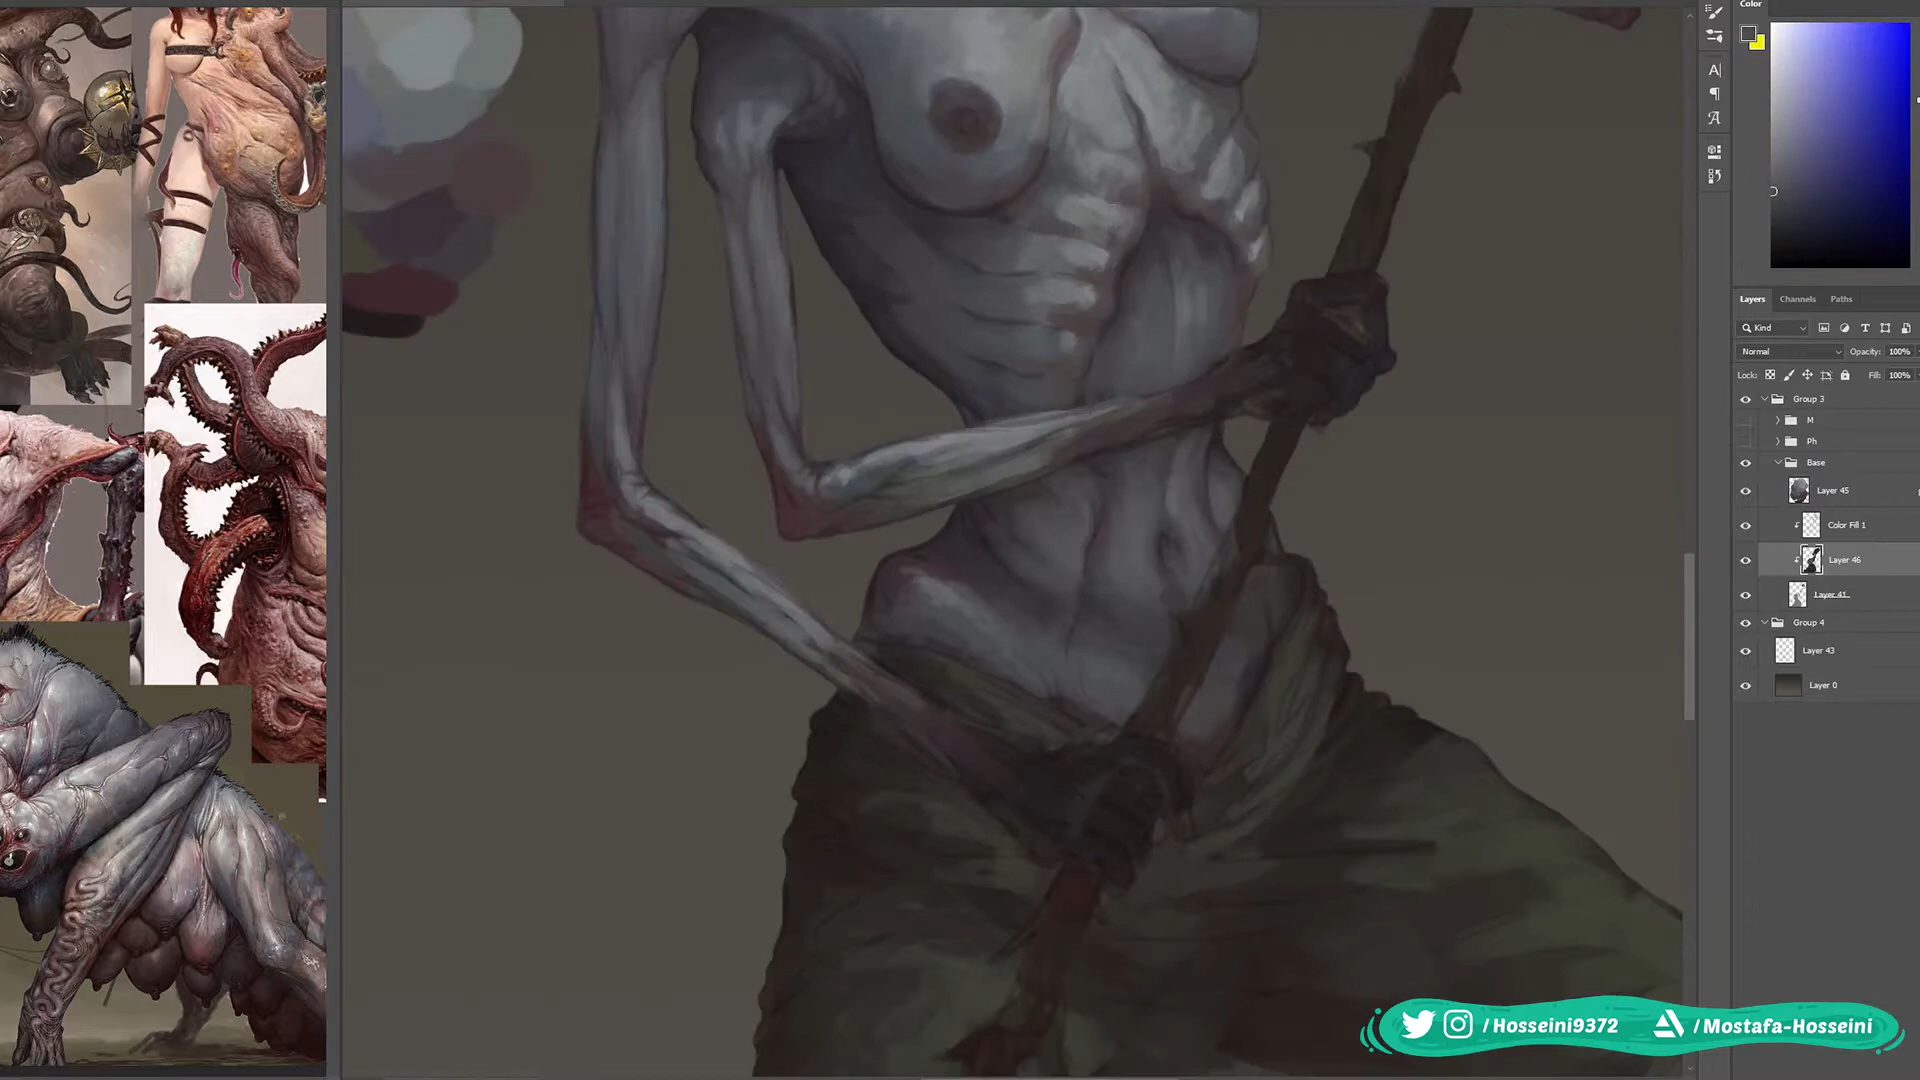 Color
Layers Channels Paths
Kind
Normal Opacity: 100%
Lock: Fill: 100%
Group 3
M
Ph
Base
Layer 45
Color Fill 1
Layer 46
Layer 41
Group 4
Layer 43
Layer 0
/Hosseini9372 /Mostafa-Hosseini